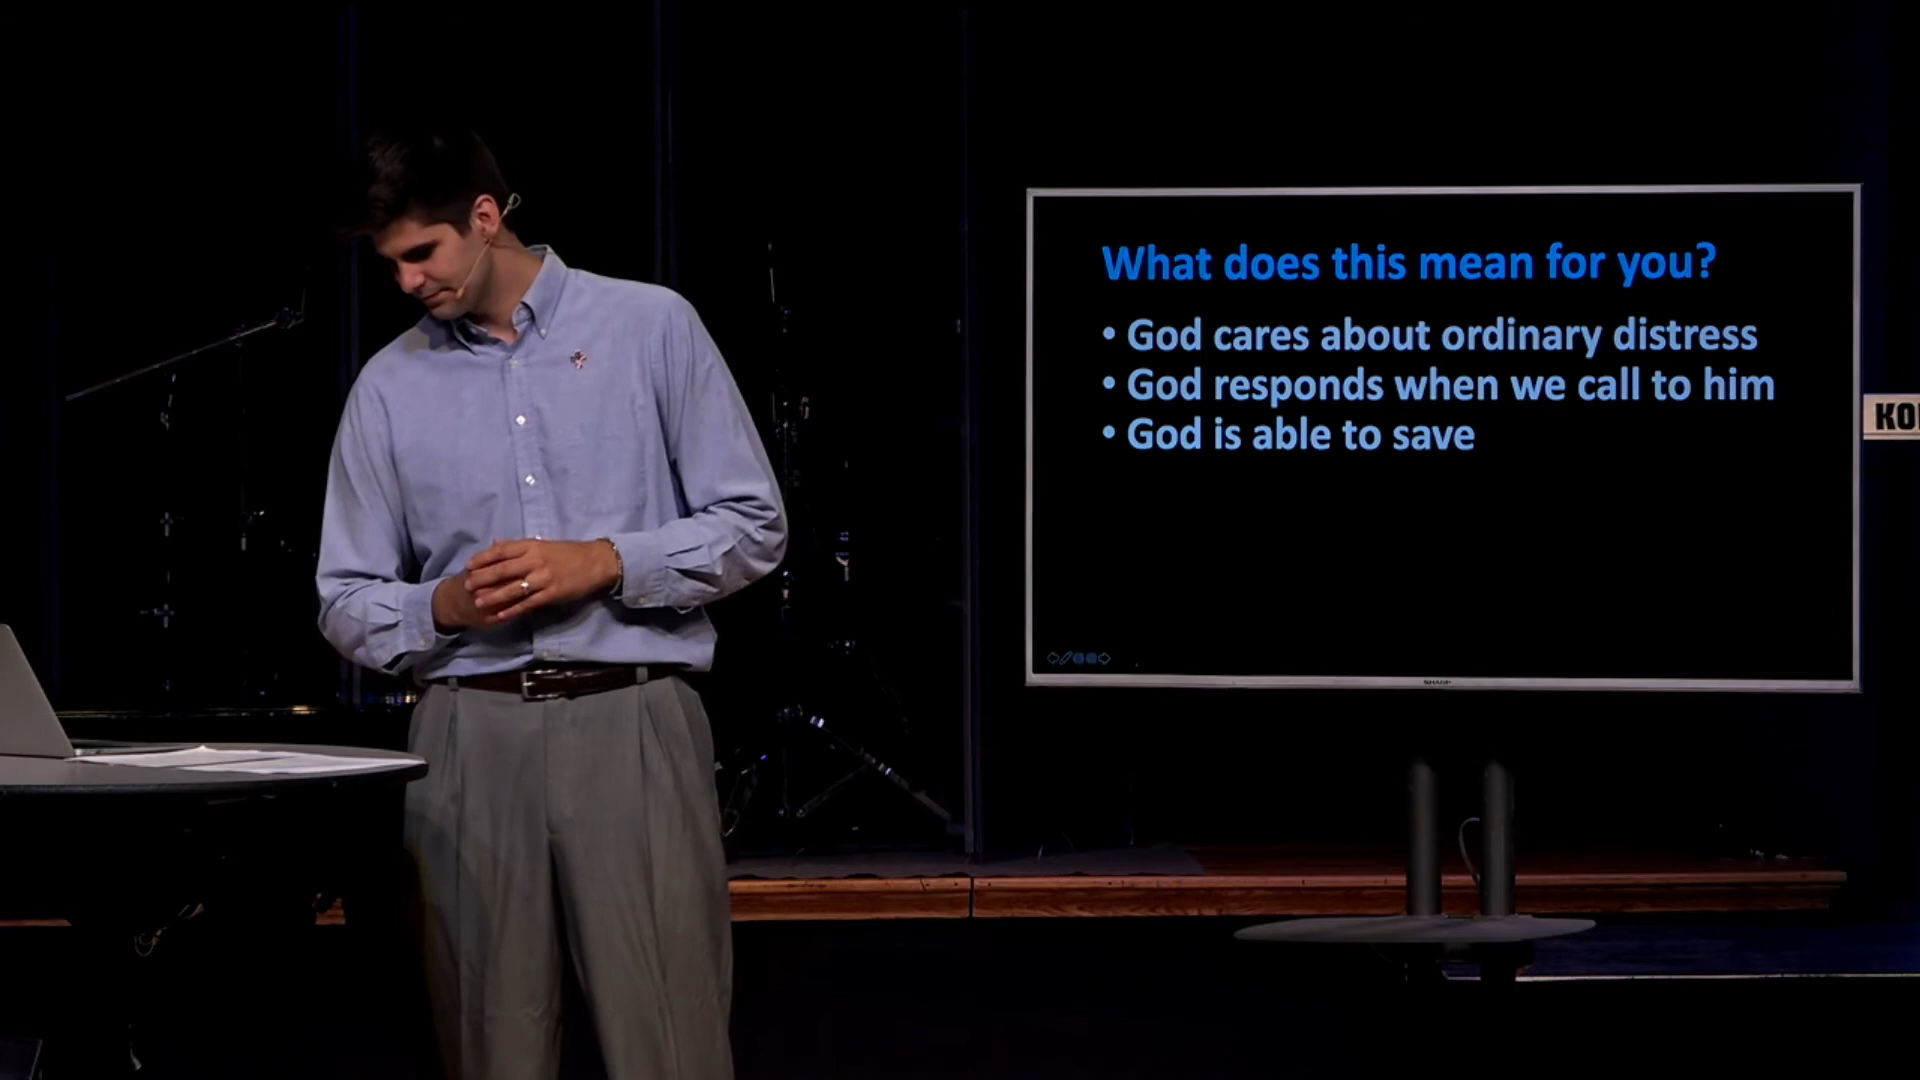 What does this mean for you?
• God cares about ordinary distress
• God responds when we call to him
• God is able to save
SHARP